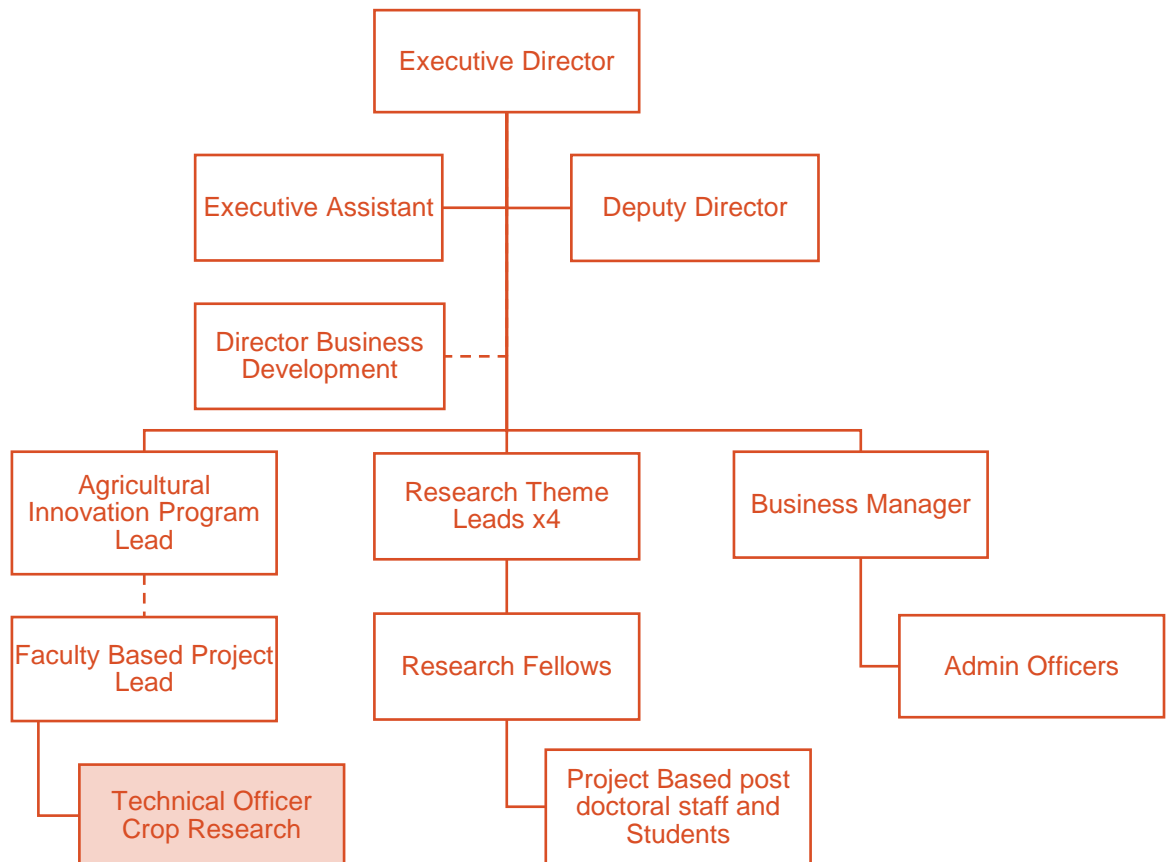 Executive Director
Executive Assistant
Deputy Director
Director Business
Development
Agricultural
Innovation Program
Lead
Research Theme
Leads x4
Business Manager
Faculty Based Project
Lead
Research Fellows
Admin Officers
Technical Officer
Crop Research
Project Based post
doctoral staff and
Students